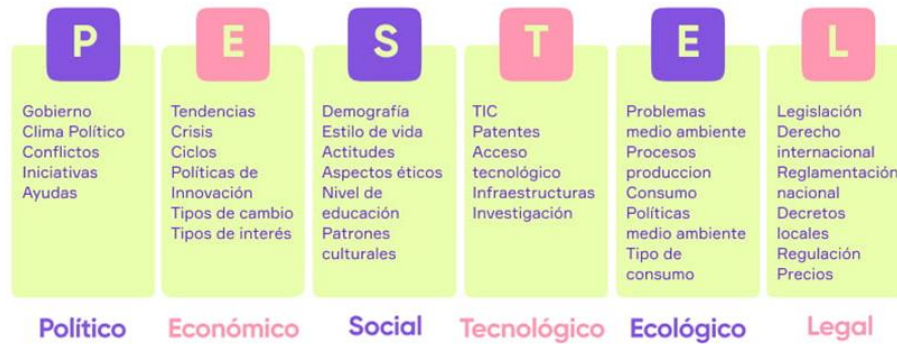 P
Gobierno
Clima Político
Conflictos
Iniciativas
Ayudas
Político
E
Tendencias
Crisis
Ciclos
Políticas de
Innovación
Tipos de cambio
Tipos de interés
Económico
S
Demografía
Estilo de vida
Actitudes
Aspectos éticos
Nivel de
educación
Patrones
culturales
Social
T
TIC
Patentes
Acceso
tecnológico
Infraestructuras
Investigación
Tecnológico
E
Problemas
medio ambiente
Procesos
produccion
Consumo
Políticas
medio ambiente
Tipo de
consumo
Ecológico
L
Legislación
Derecho
internacional
Reglamentación
nacional
Decretos
locales
Regulación
Precios
Legal